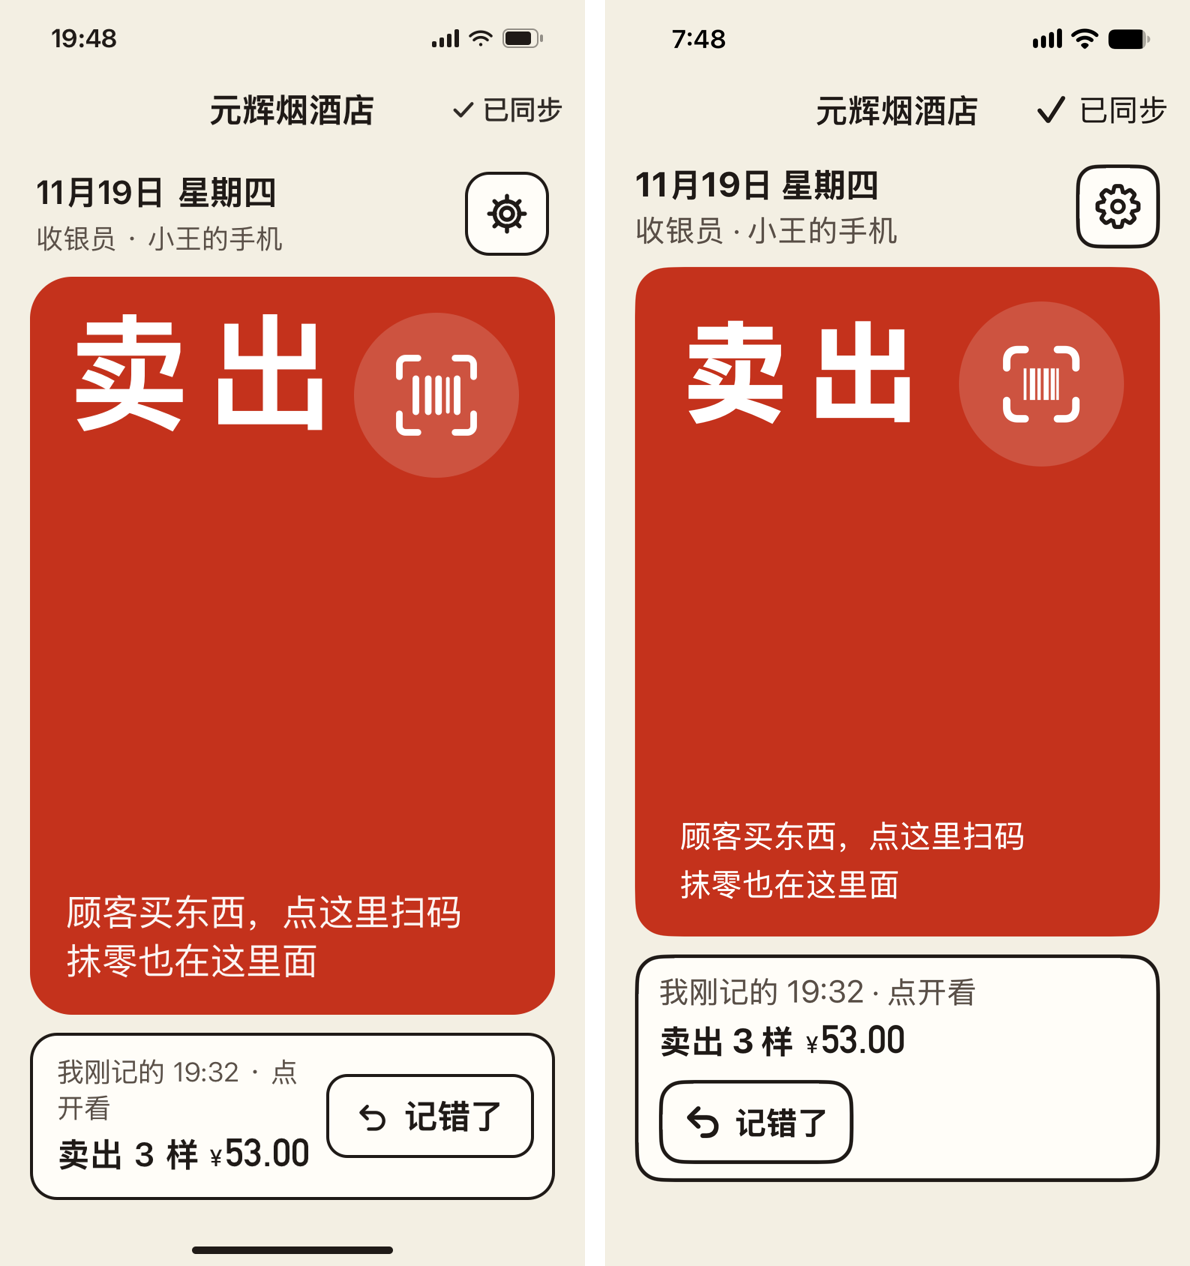 19:48
元辉烟酒店
已同步
11月19日 星期四
收银员 · 小王的手机
卖出
顾客买东西，点这里扫码
抹零也在这里面
我刚记的 19:32 · 点
开看
卖出 3 样 ¥53.00
记错了
7:48
元辉烟酒店
已同步
11月19日 星期四
收银员 · 小王的手机
卖出
顾客买东西，点这里扫码
抹零也在这里面
我刚记的 19:32 · 点开看
卖出 3 样 ¥53.00
记错了